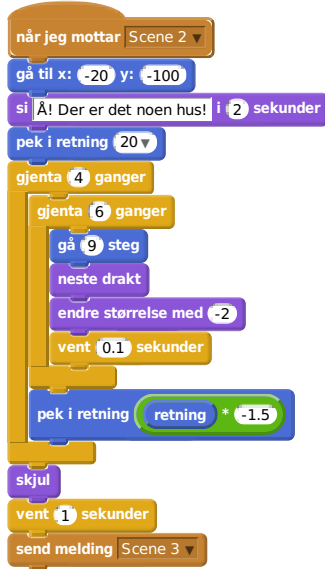 når jeg mottar Scene 2
gå til x: -20 y: -100
si Å! Der er det noen hus! i 2 sekunder
pek i retning 20
gjenta 4 ganger
gjenta 6 ganger
gå 9 steg
neste drakt
endre størrelse med -2
vent 0.1 sekunder
pek i retning retning * -1.5
skjul
vent 1 sekunder
send melding Scene 3